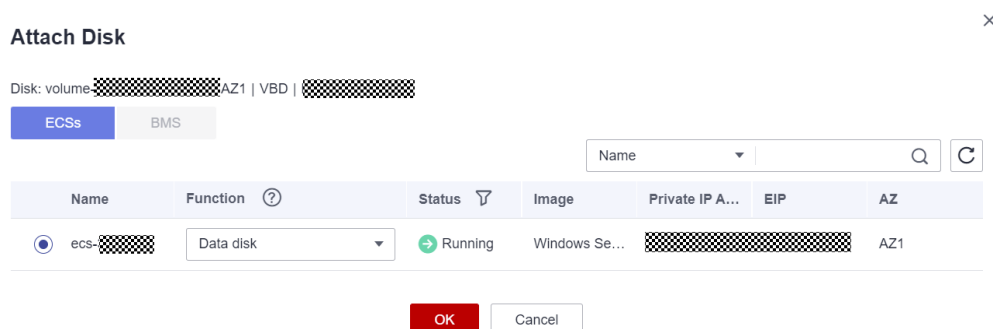 Attach Disk
Disk: volume- AZ1 | VBD |
ECSs BMS
Name
Name Function ? Status Image Private IP A... EIP AZ
ecs- Data disk Running Windows Se... AZ1
OK Cancel